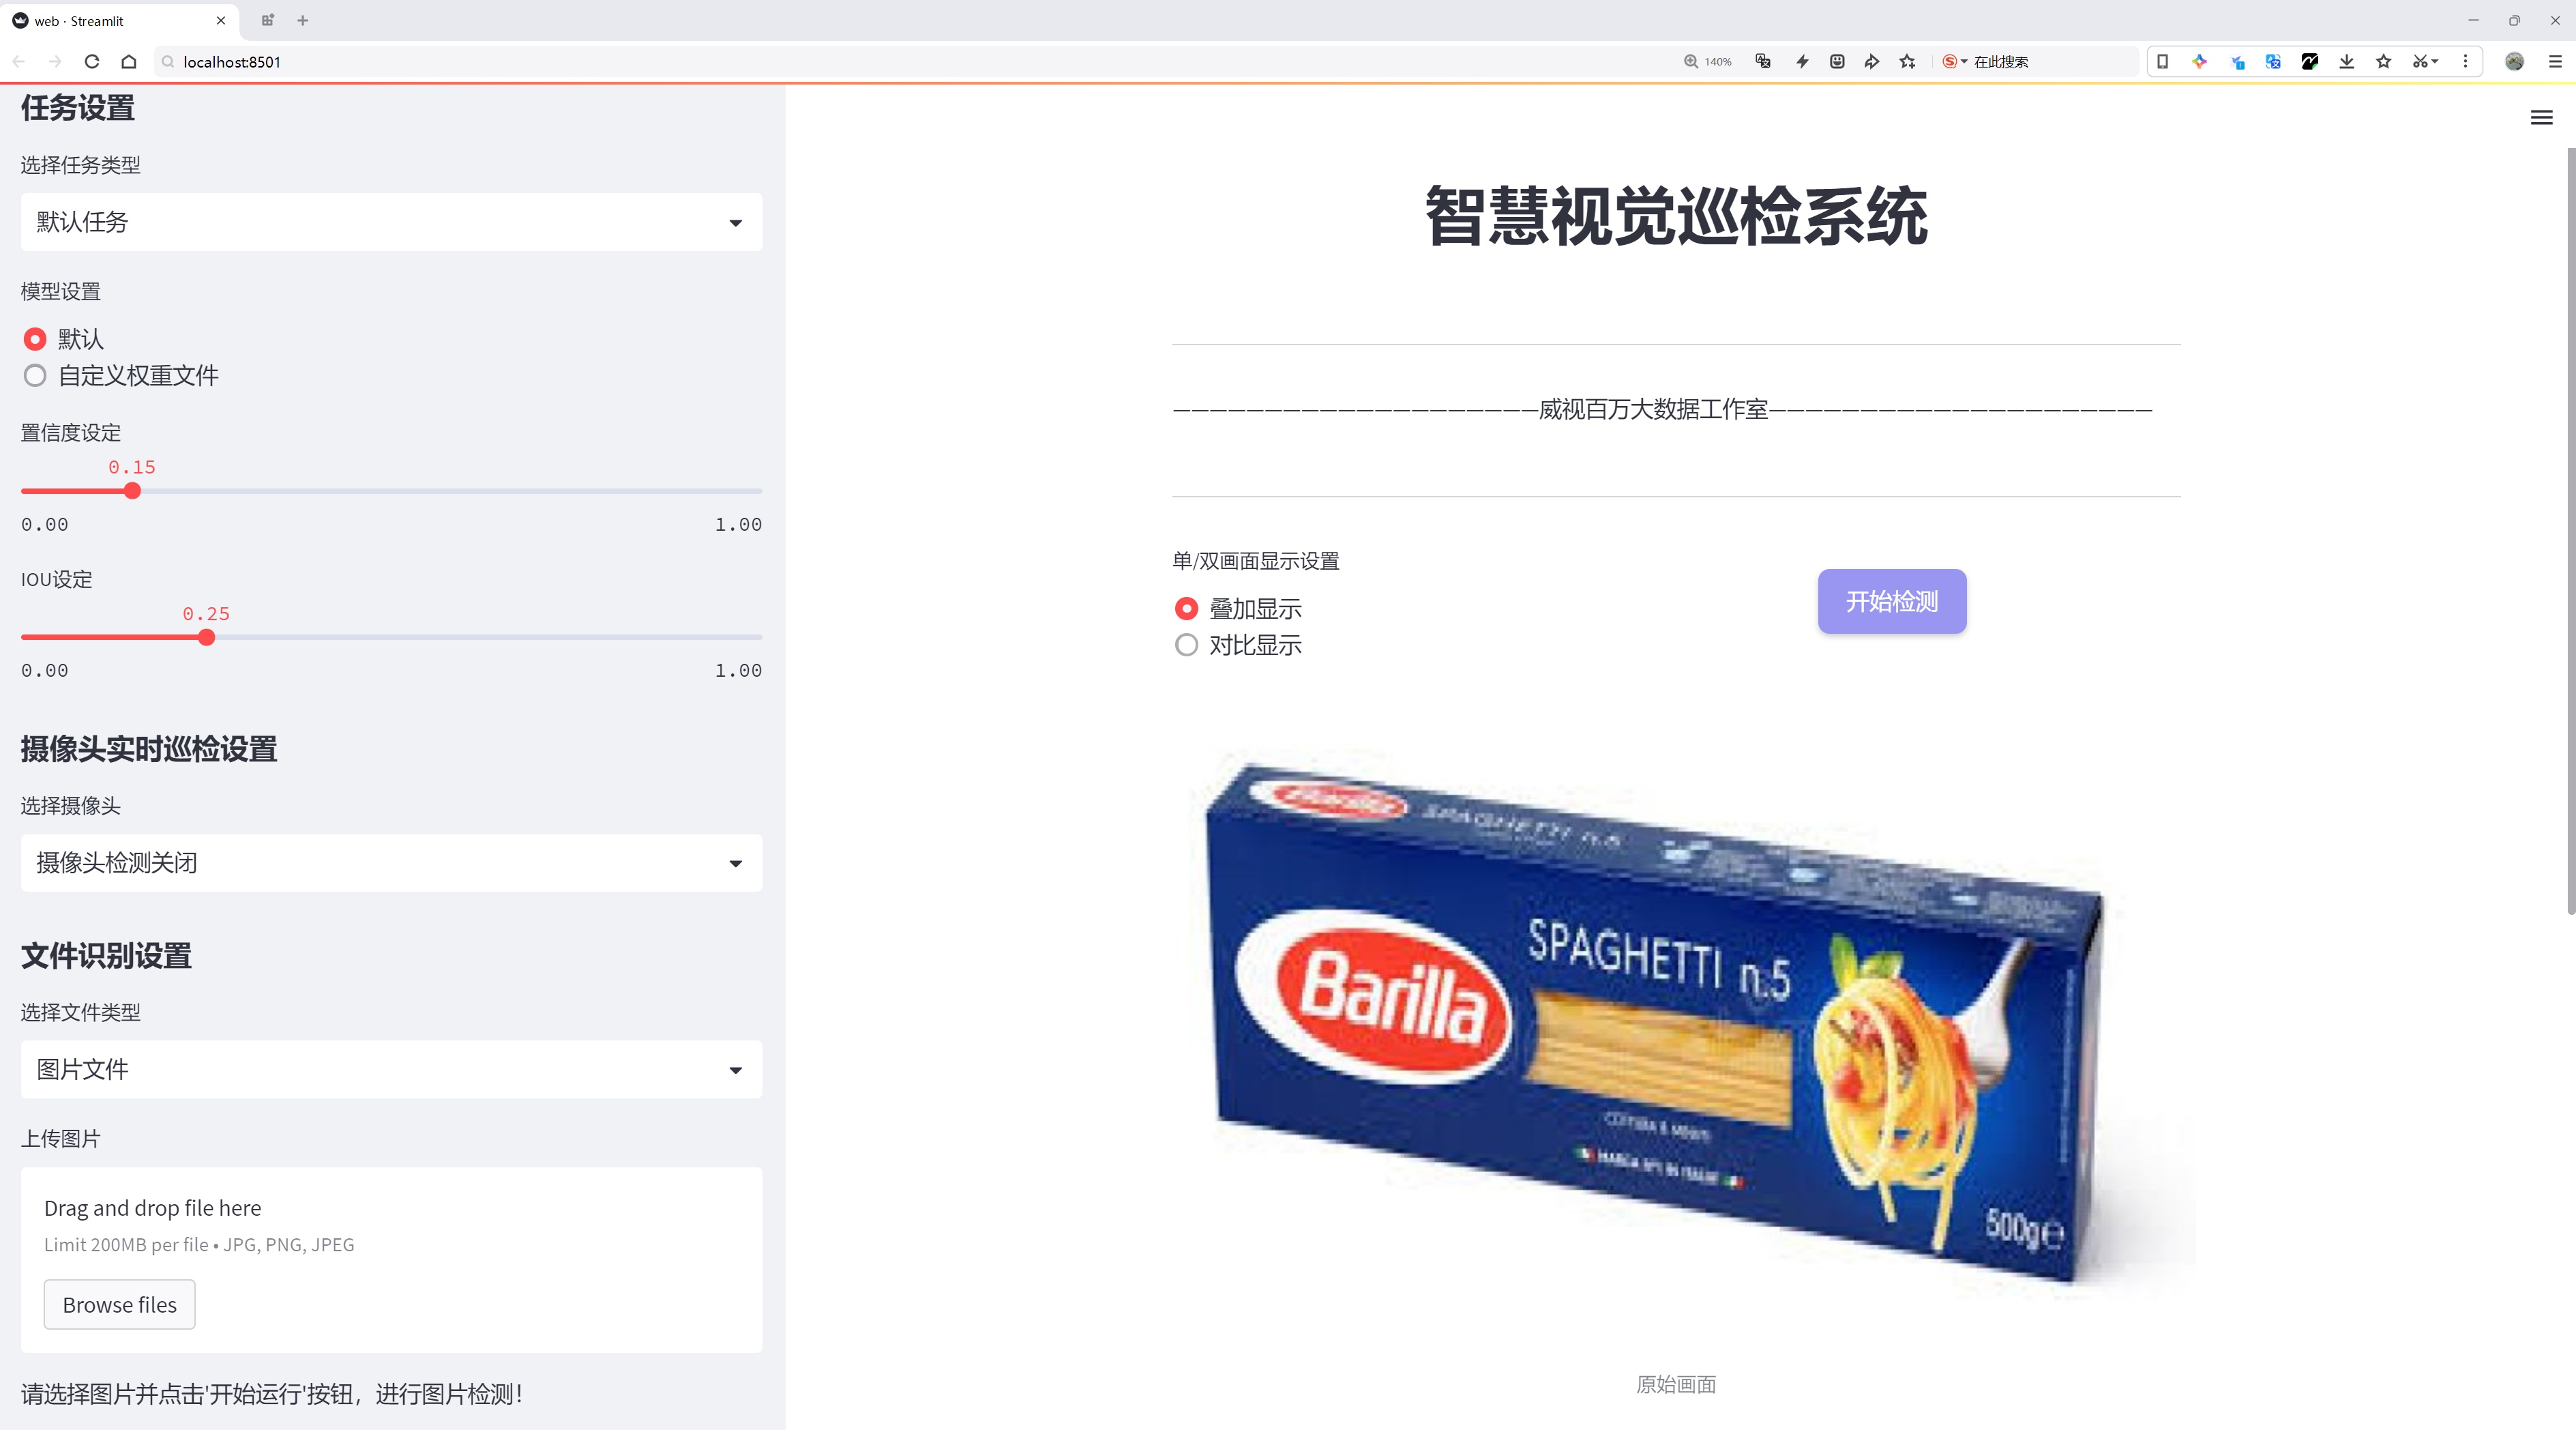 web · Streamlit
localhost:8501
140%
在此搜索
任务设置
选择任务类型
默认任务
模型设置
默认
自定义权重文件
置信度设定
0.15
0.00 1.00
IOU设定
0.25
0.00 1.00
摄像头实时巡检设置
选择摄像头
摄像头检测关闭
文件识别设置
选择文件类型
图片文件
上传图片
Drag and drop file here
Limit 200MB per file • JPG, PNG, JPEG
Browse files
请选择图片并点击'开始运行'按钮，进行图片检测！
智慧视觉巡检系统
————————————————————威视百万大数据工作室—————————————————————
单/双画面显示设置
叠加显示
对比显示
开始检测
Barilla
SPAGHETTI n.5
Barilla
SPAGHETTI n.5
500g e
原始画面